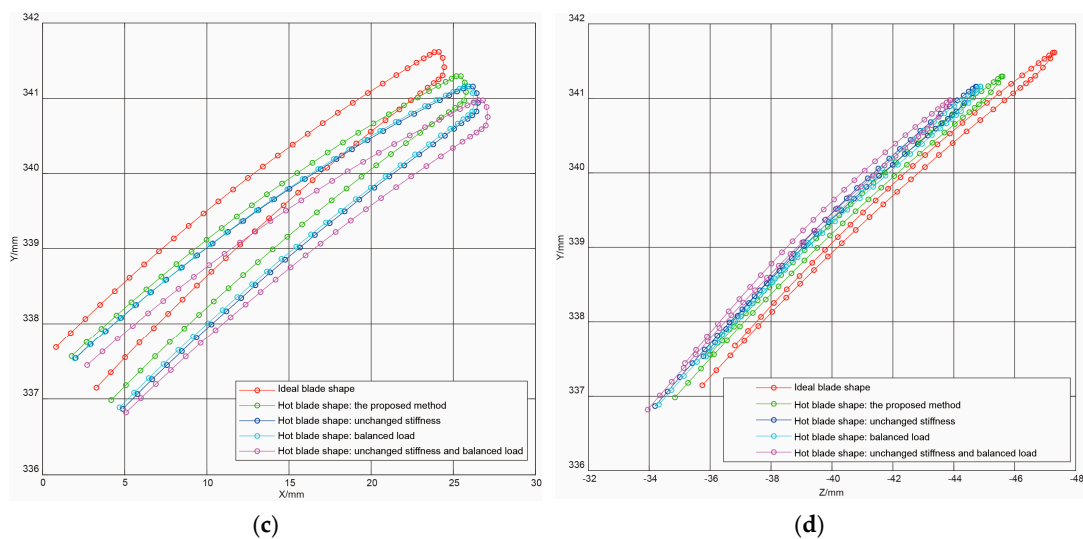 342
341
340
339
338
337
336
Y/mm
0
5
10
15
20
25
30
X/mm
Ideal blade shape
Hot blade shape: the proposed method
Hot blade shape: unchanged stiffness
Hot blade shape: balanced load
Hot blade shape: unchanged stiffness and balanced load
(c)
342
341
340
339
338
337
336
Y/mm
-32
-34
-36
-38
-40
-42
-44
-46
-48
Z/mm
Ideal blade shape
Hot blade shape: the proposed method
Hot blade shape: unchanged stiffness
Hot blade shape: balanced load
Hot blade shape: unchanged stiffness and balanced load
(d)